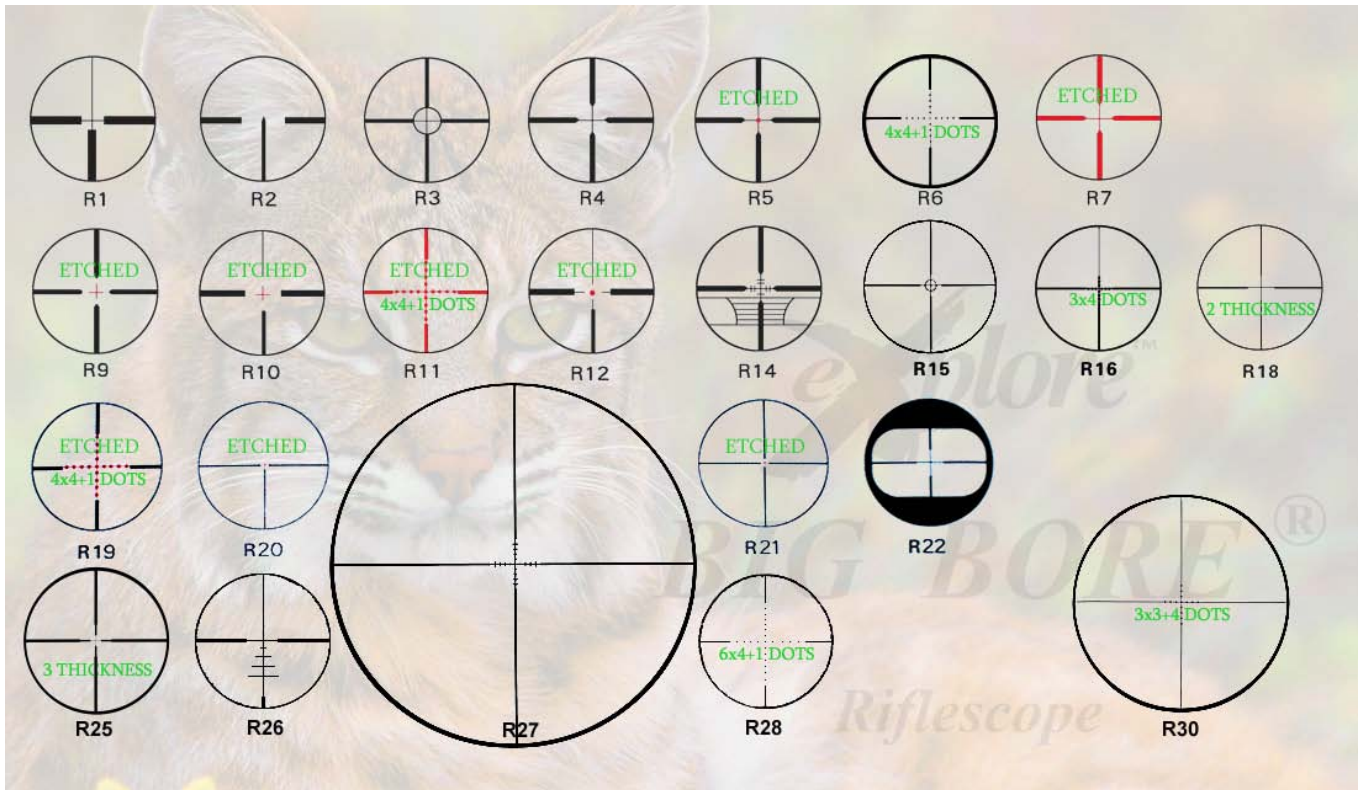 ETCHED
4x4+1 DOTS
ETCHED
R1 R2 R3 R4 R5 R6 R7
ETCHED ETCHED ETCHED ETCHED
4x4+1 DOTS
3x4 DOTS
2 THICKNESS
R9 R10 R11 R12 R14 R15 R16 R18
eXplore™
ETCHED ETCHED ETCHED
4x4+1 DOTS
R19 R20 R21 R22
BIG BORE®
3 THICKNESS
6x4+1 DOTS
3x3+4 DOTS
R25 R26 R27 R28 R30
Riflescope